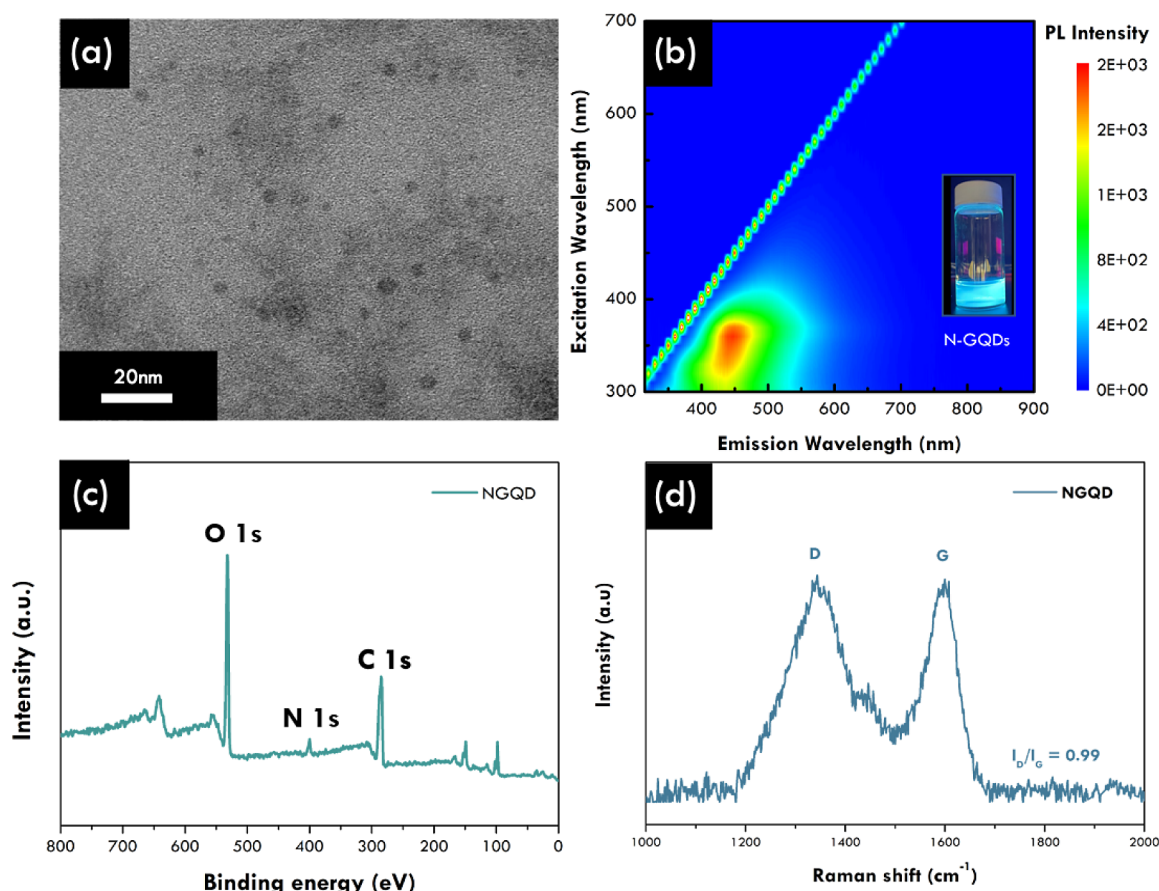 (a)
20nm
(b)
PL Intensity
Excitation Wavelength (nm)
700
600
500
400
300
400
500
600
700
800
900
Emission Wavelength (nm)
N-GQDs
2E+03
2E+03
1E+03
8E+02
4E+02
0E+00
(c)
NGQD
O 1s
N 1s
C 1s
Intensity (a.u.)
800
700
600
500
400
300
200
100
0
Binding energy (eV)
(d)
NGQD
D
G
I_D/I_G = 0.99
Intensity (a.u)
1000
1200
1400
1600
1800
2000
Raman shift (cm⁻¹)